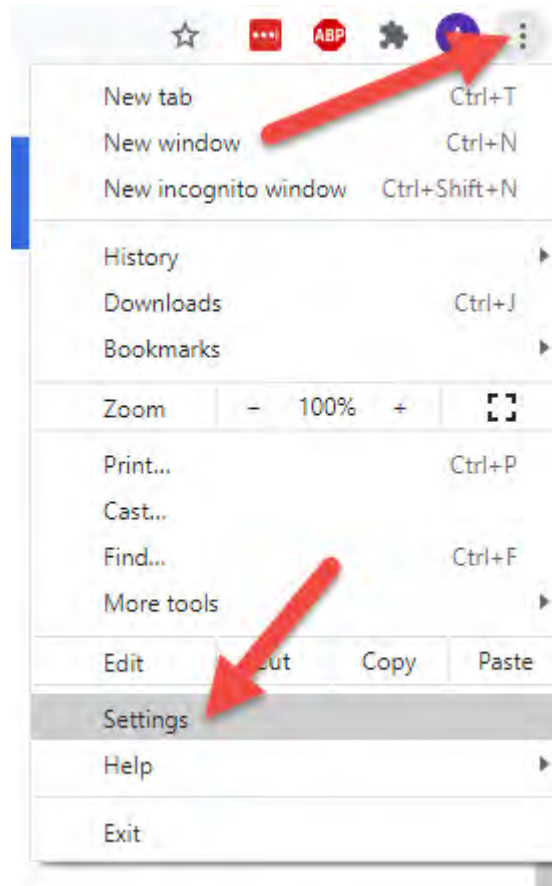 ABP
New tab Ctrl+T
New window Ctrl+N
New incognito window Ctrl+Shift+N
History
Downloads Ctrl+J
Bookmarks
Zoom - 100% +
Print... Ctrl+P
Cast...
Find... Ctrl+F
More tools
Edit Cut Copy Paste
Settings
Help
Exit